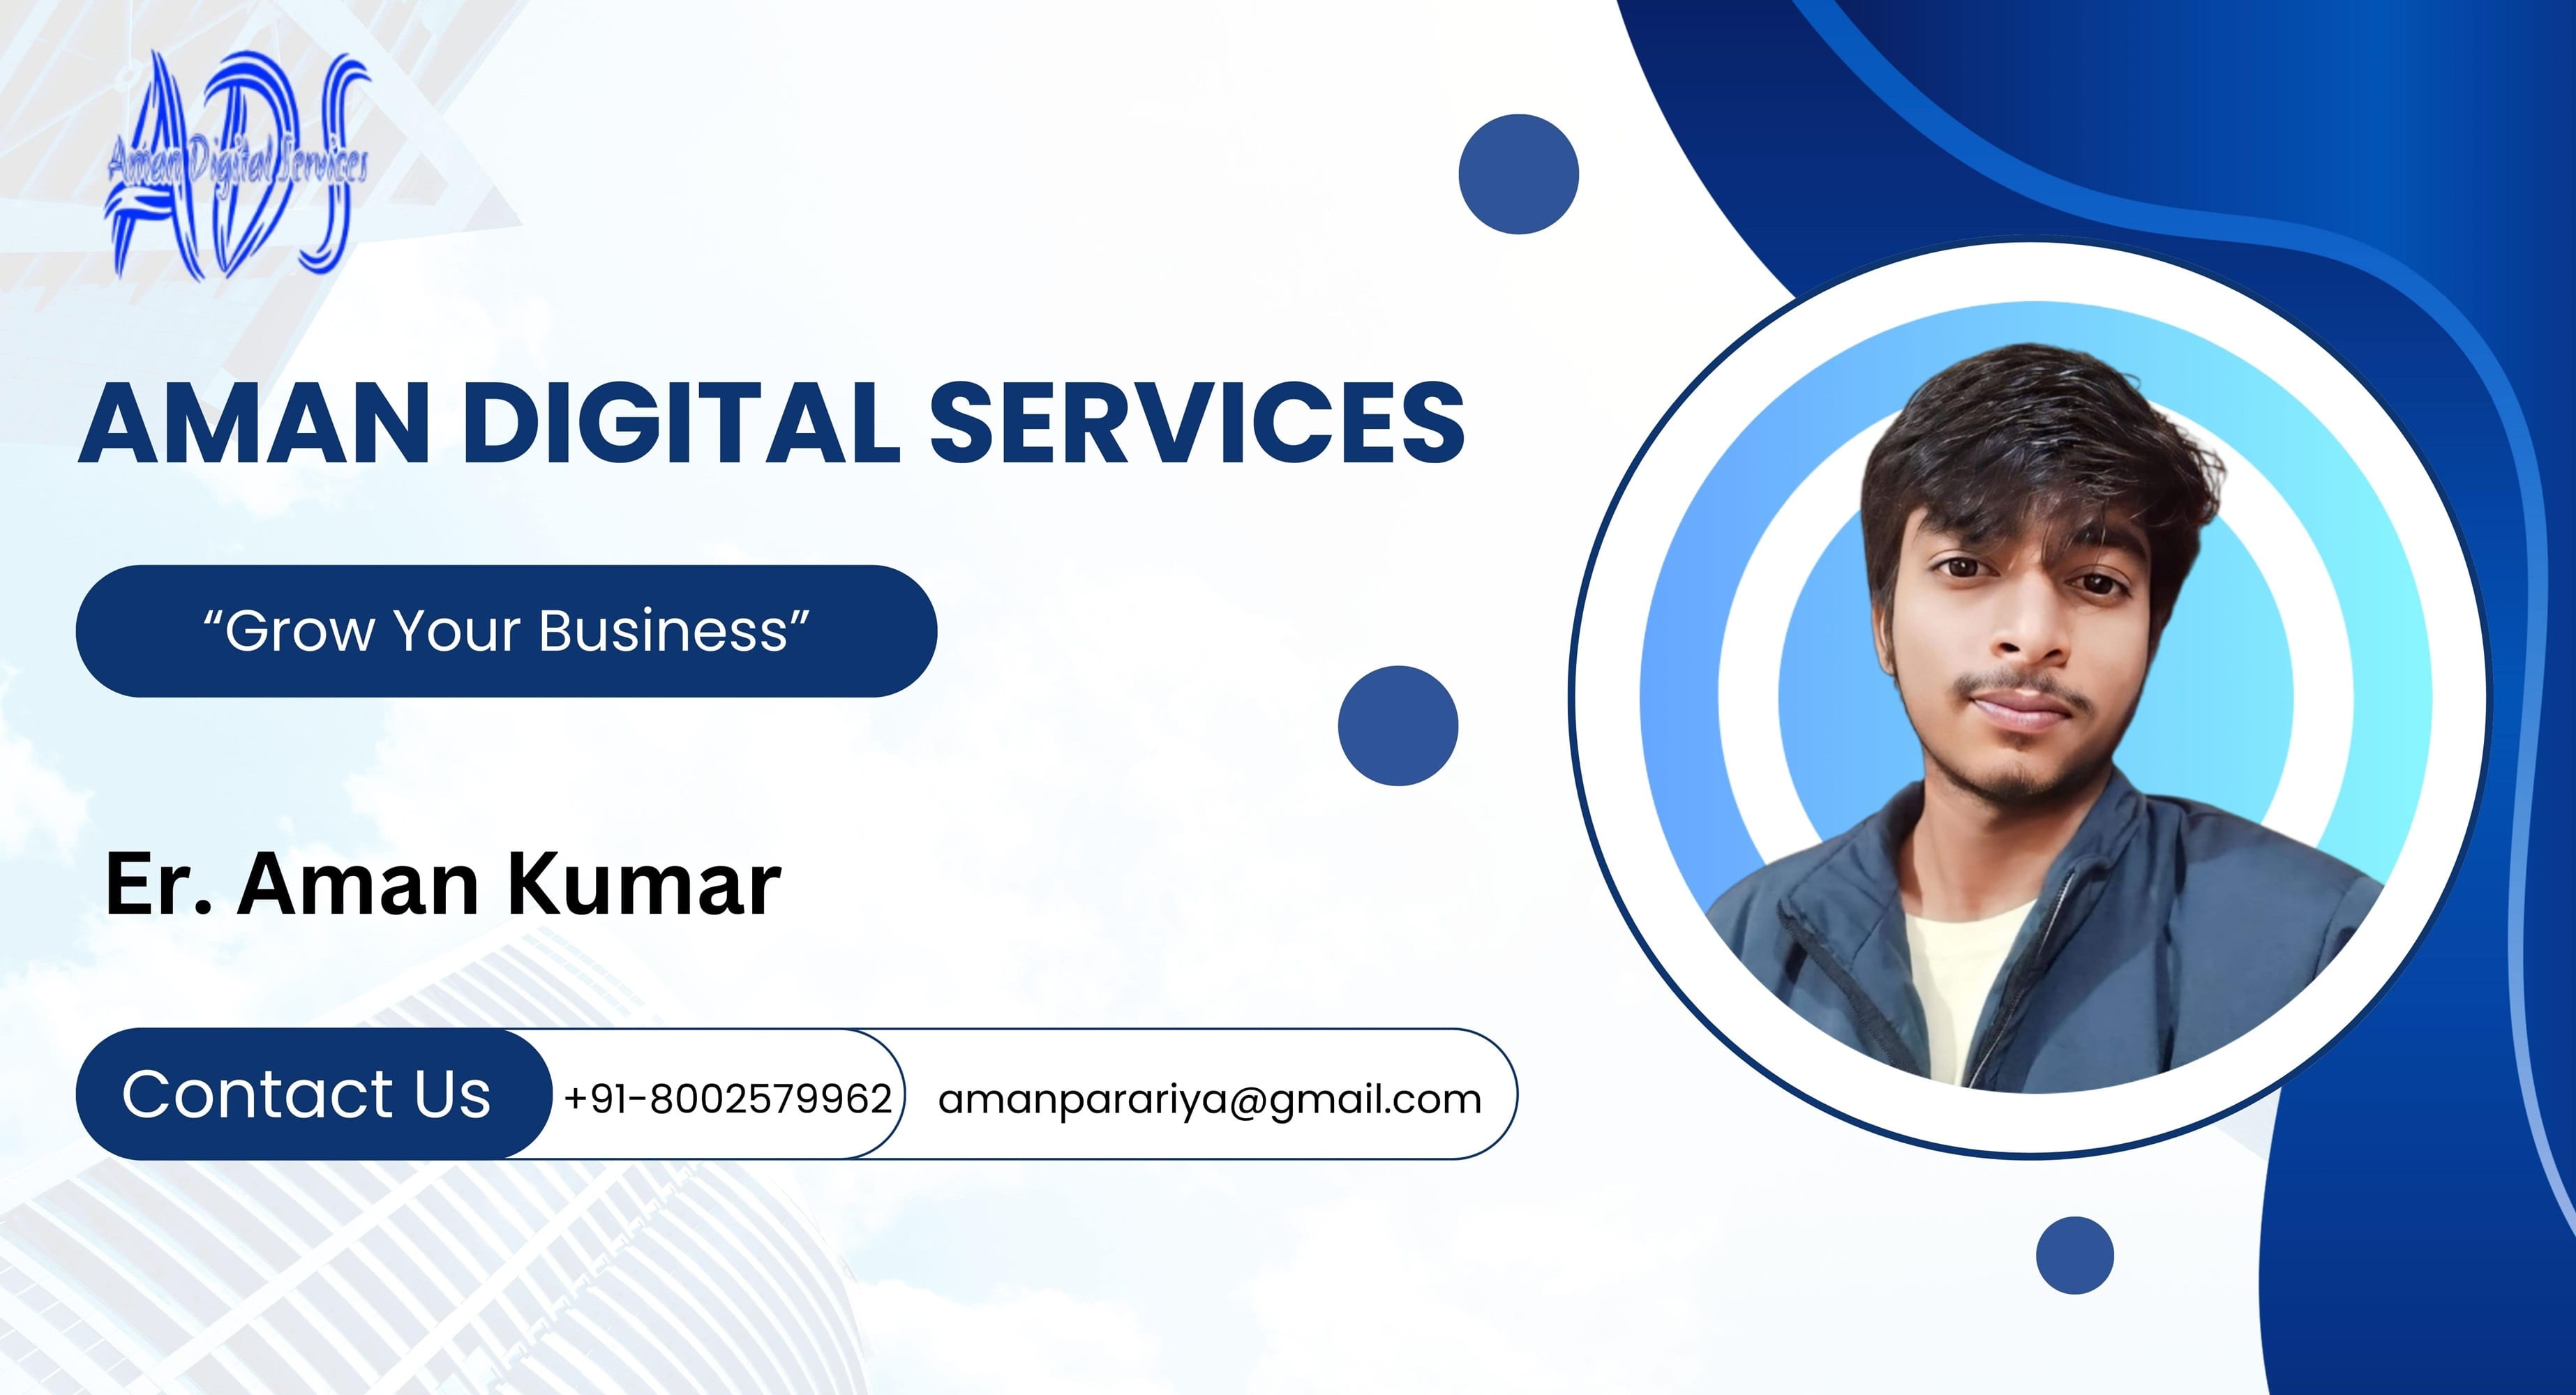 ADS
Aman Digital Services
AMAN DIGITAL SERVICES
“Grow Your Business”
Er. Aman Kumar
Contact Us
+91-8002579962
amanparariya@gmail.com